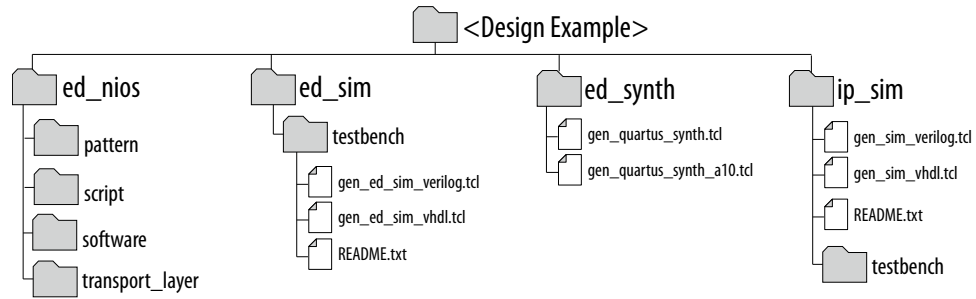 <Design Example>
ed_nios
pattern
script
software
transport_layer
ed_sim
testbench
gen_ed_sim_verilog.tcl
gen_ed_sim_vhdl.tcl
README.txt
ed_synth
gen_quartus_synth.tcl
gen_quartus_synth_a10.tcl
ip_sim
gen_sim_verilog.tcl
gen_sim_vhdl.tcl
README.txt
testbench